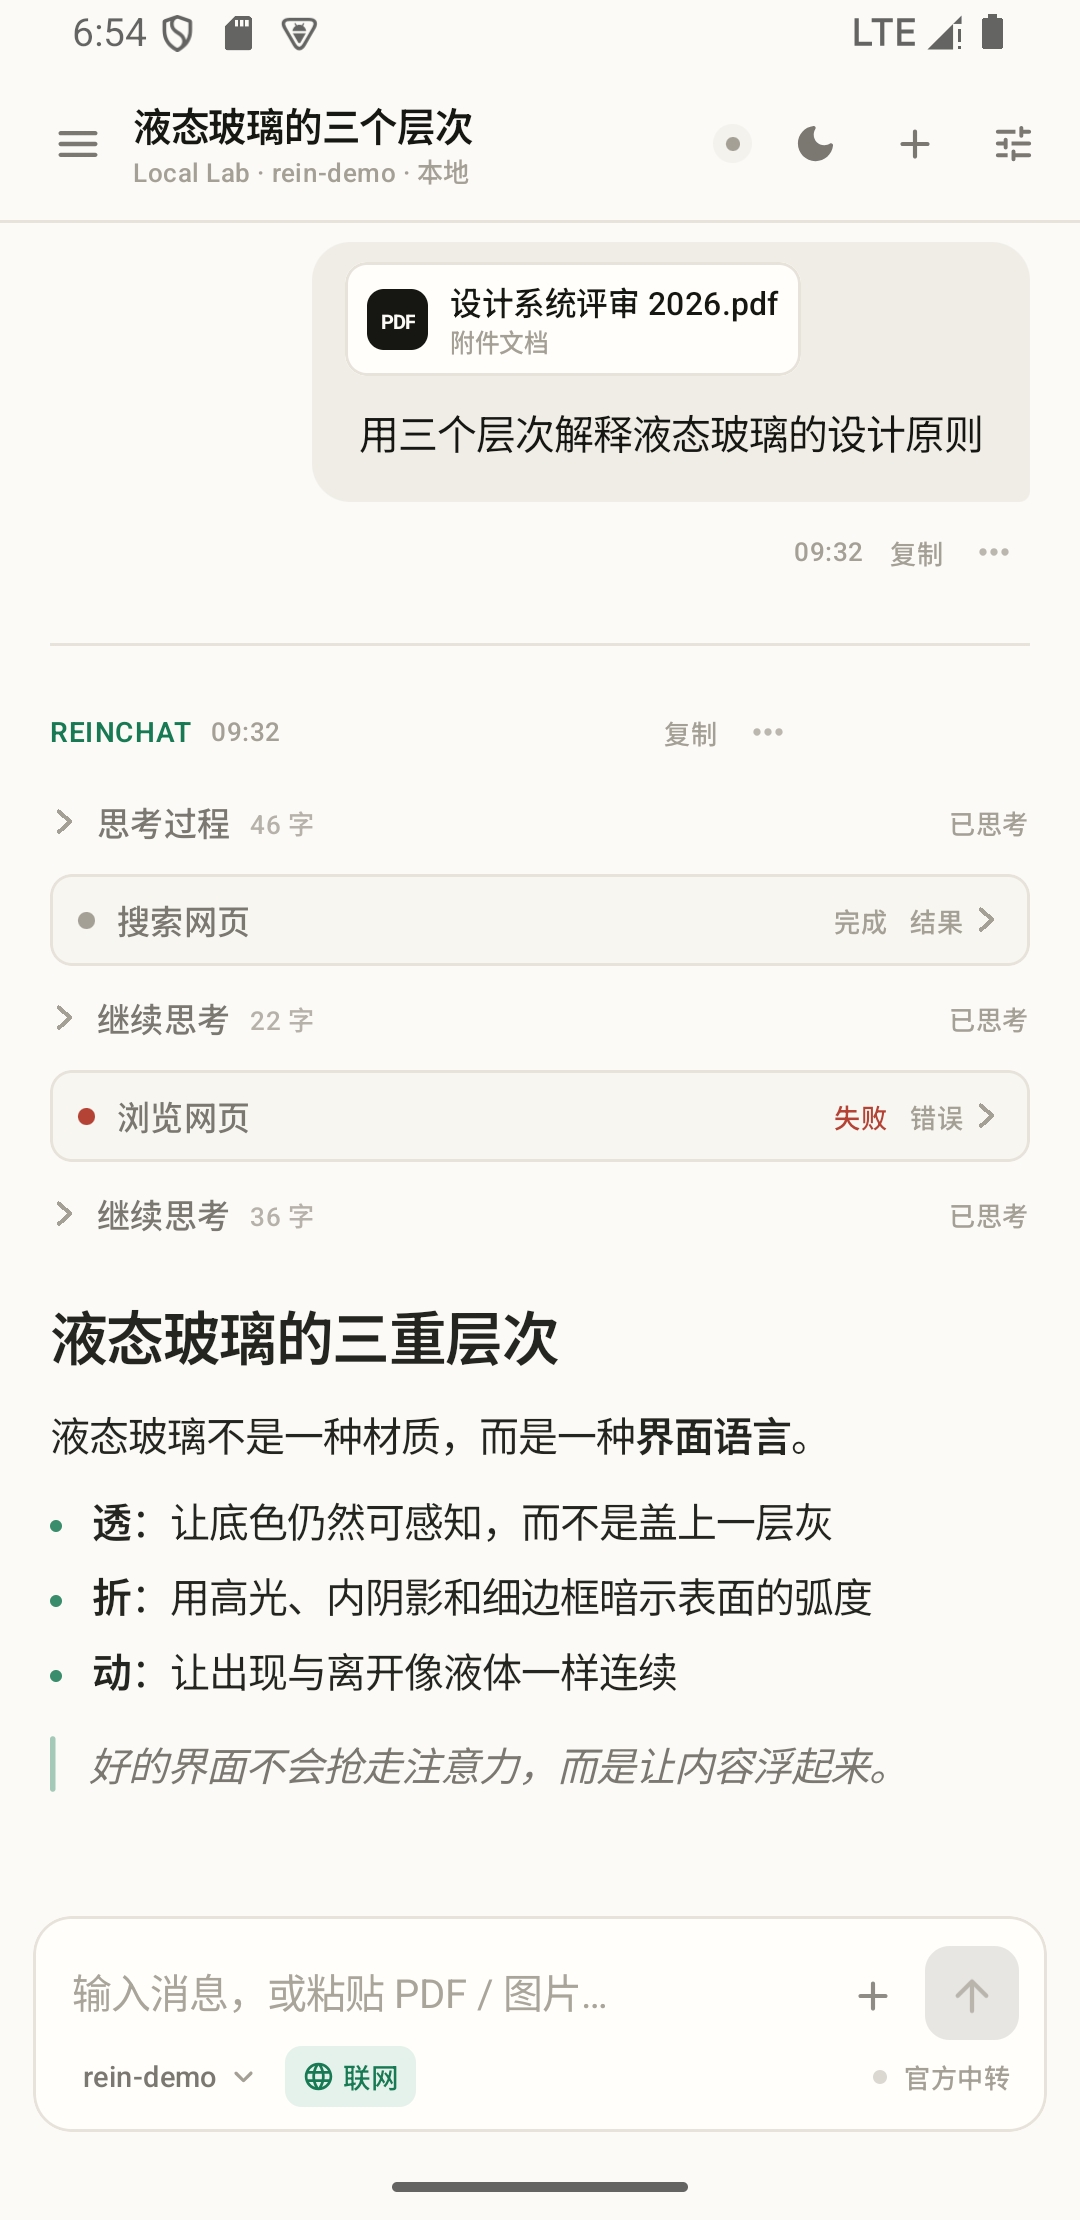 6:54
LTE
液态玻璃的三个层次
Local Lab · rein-demo · 本地
PDF
设计系统评审 2026.pdf
附件文档
用三个层次解释液态玻璃的设计原则
09:32 复制 •••
REINCHAT 09:32 复制 •••
思考过程 46 字 已思考
搜索网页 完成 结果
继续思考 22 字 已思考
浏览网页 失败 错误
继续思考 36 字 已思考
液态玻璃的三重层次
液态玻璃不是一种材质，而是一种界面语言。
• 透：让底色仍然可感知，而不是盖上一层灰
• 折：用高光、内阴影和细边框暗示表面的弧度
• 动：让出现与离开像液体一样连续
好的界面不会抢走注意力，而是让内容浮起来。
输入消息，或粘贴 PDF / 图片...
rein-demo 联网 官方中转